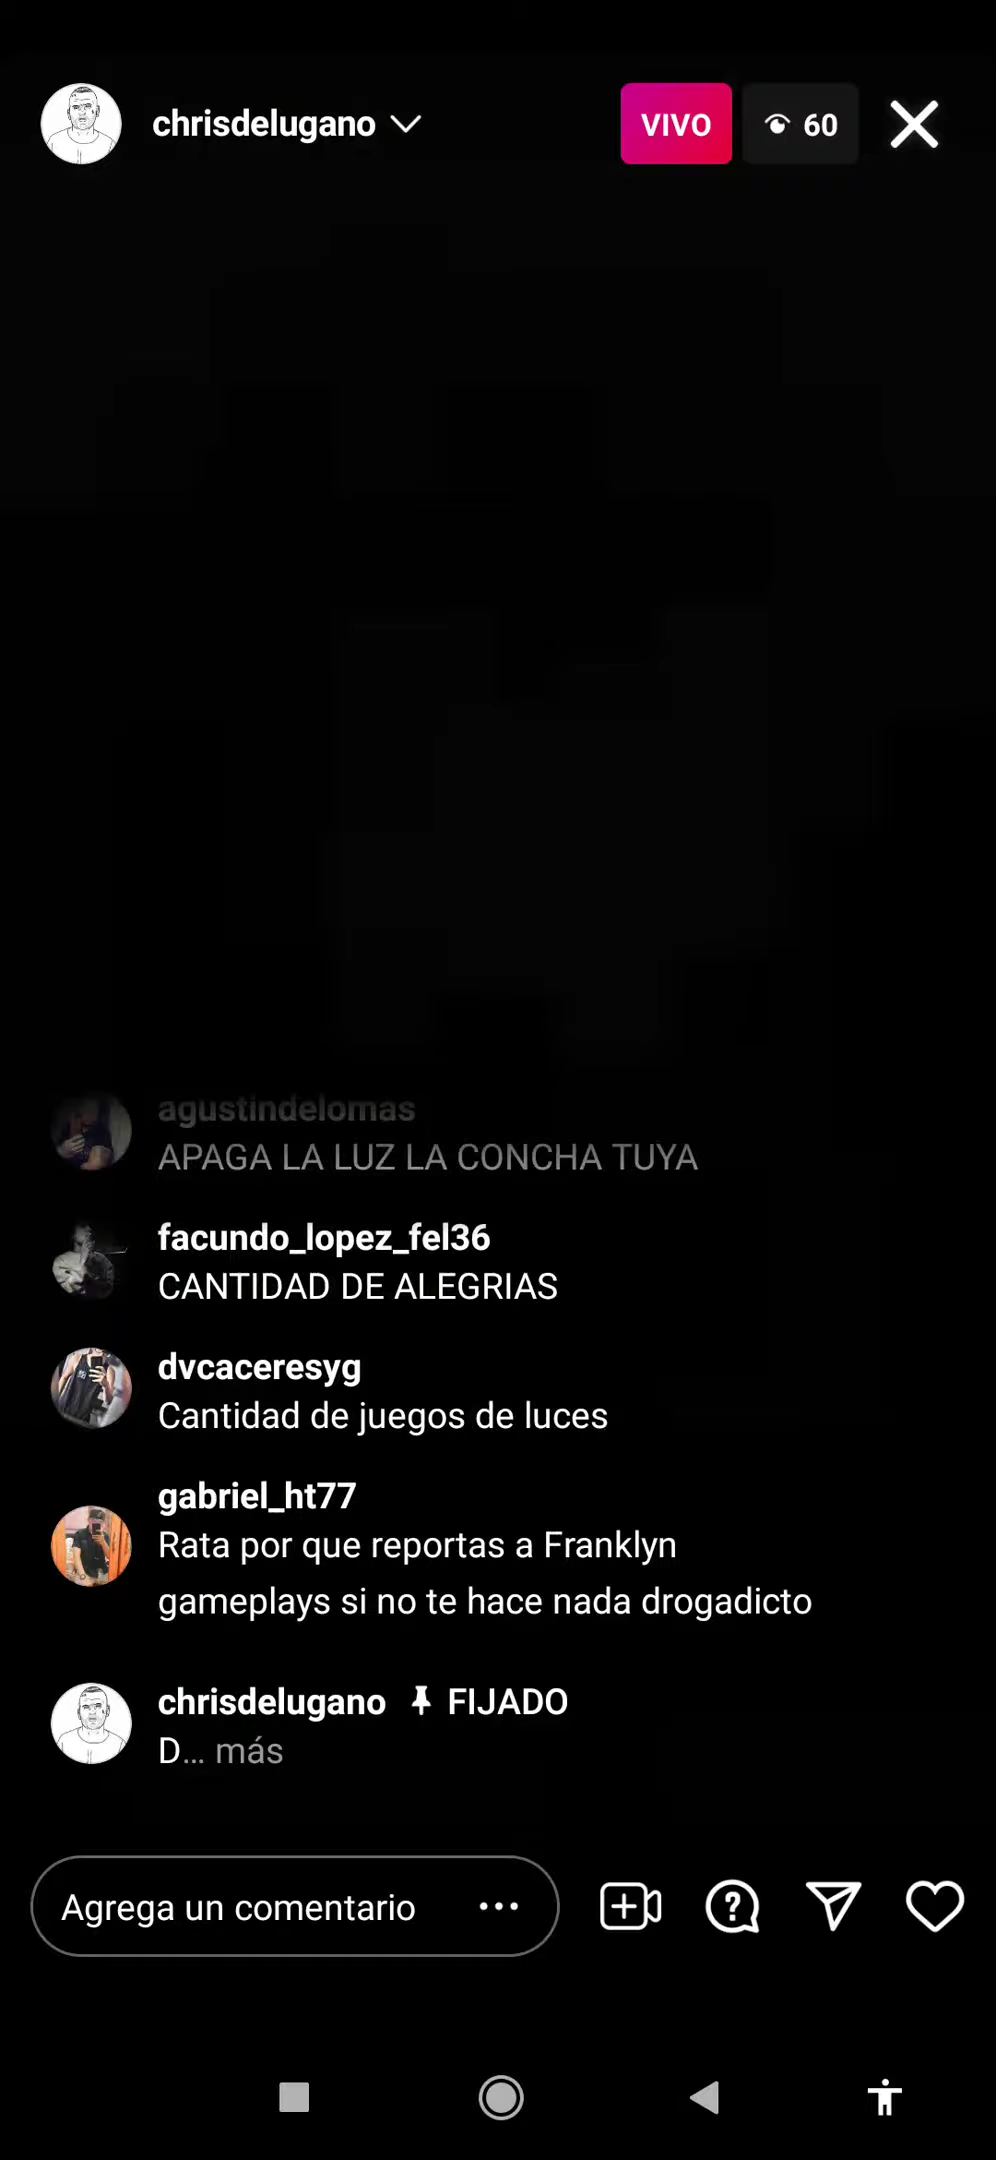 chrisdelugano
VIVO
60
agustindelomas
APAGA LA LUZ LA CONCHA TUYA
facundo_lopez_fel36
CANTIDAD DE ALEGRIAS
dvcaceresyg
Cantidad de juegos de luces
gabriel_ht77
Rata por que reportas a Franklyn
gameplays si no te hace nada drogadicto
chrisdelugano FIJADO
D... más
Agrega un comentario